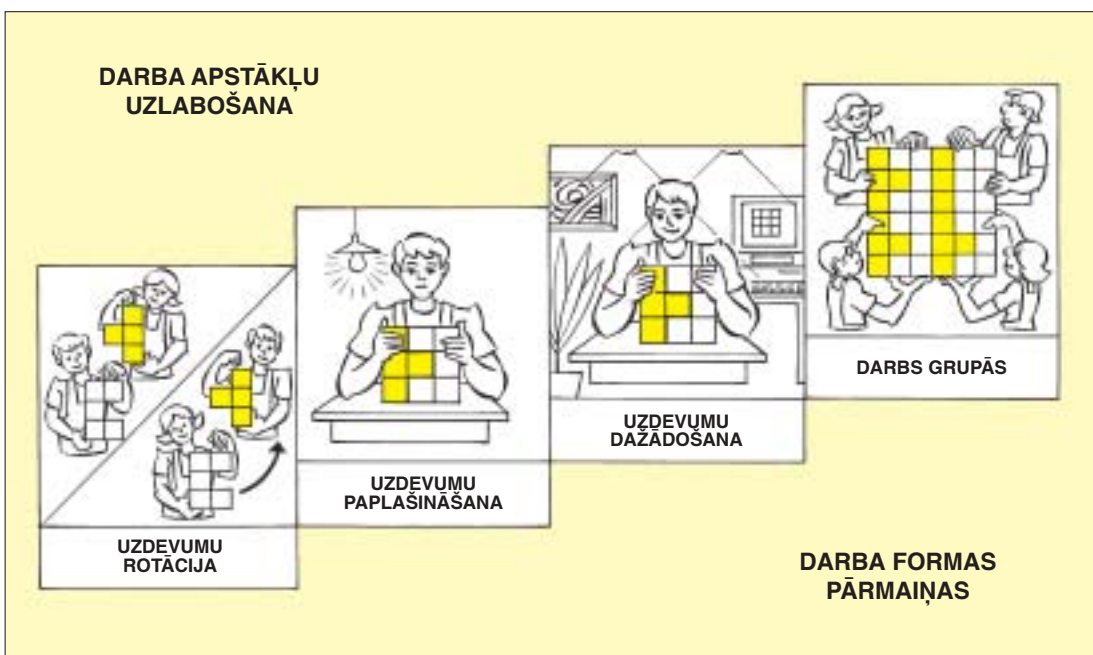 DARBA APSTĀKĻU
UZLABOŠANA
DARBS GRUPĀS
UZDEVUMU
DAŽĀDOŠANA
UZDEVUMU
PAPLAŠINĀŠANA
UZDEVUMU
ROTĀCIJA
DARBA FORMAS
PĀRMAIŅAS